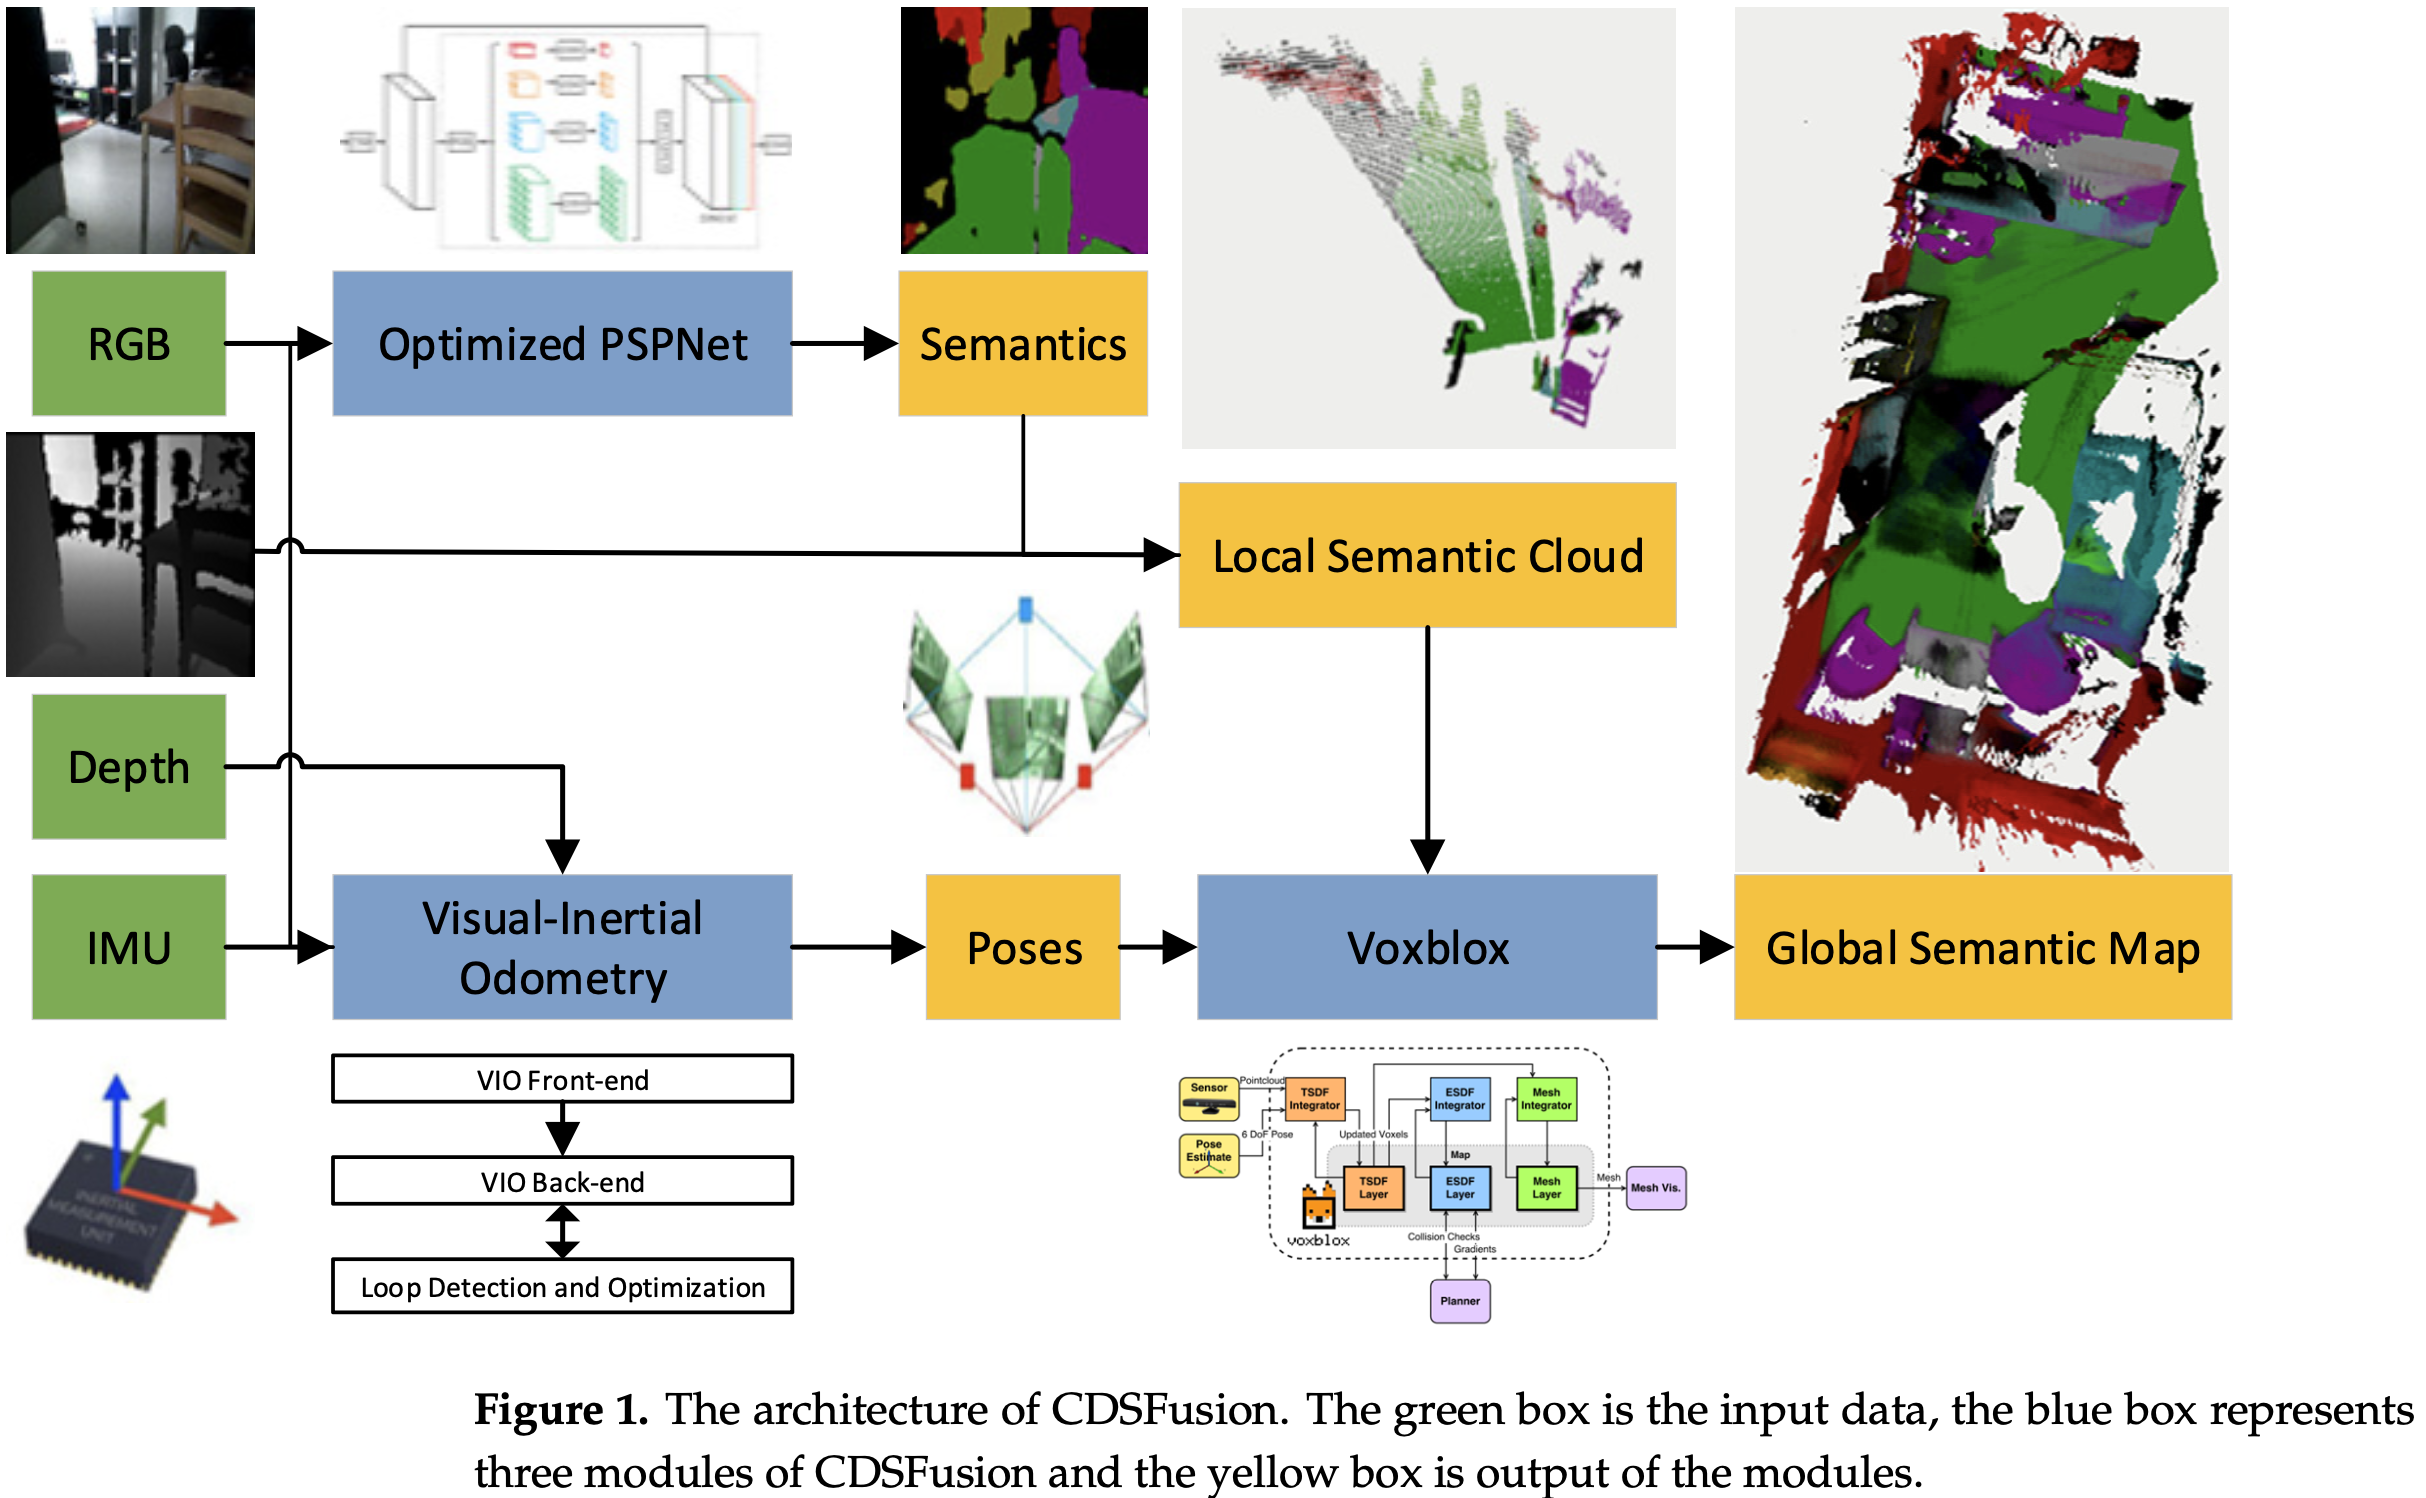 RGB
Optimized PSPNet
Semantics
Local Semantic Cloud
Depth
IMU
Visual-Inertial
Odometry
Poses
Voxblox
Global Semantic Map
INERTIAL
MEASUREMENT
UNIT
VIO Front-end
VIO Back-end
Loop Detection and Optimization
Sensor
Pointcloud
TSDF
Integrator
ESDF
Integrator
Mesh
Integrator
6 DoF Pose
Updated Voxels
Pose
Estimate
Map
TSDF
Layer
ESDF
Layer
Mesh
Layer
Mesh
Mesh Vis.
voxblox
Collision Checks
Gradients
Planner
Figure 1. The architecture of CDSFusion. The green box is the input data, the blue box represents
three modules of CDSFusion and the yellow box is output of the modules.